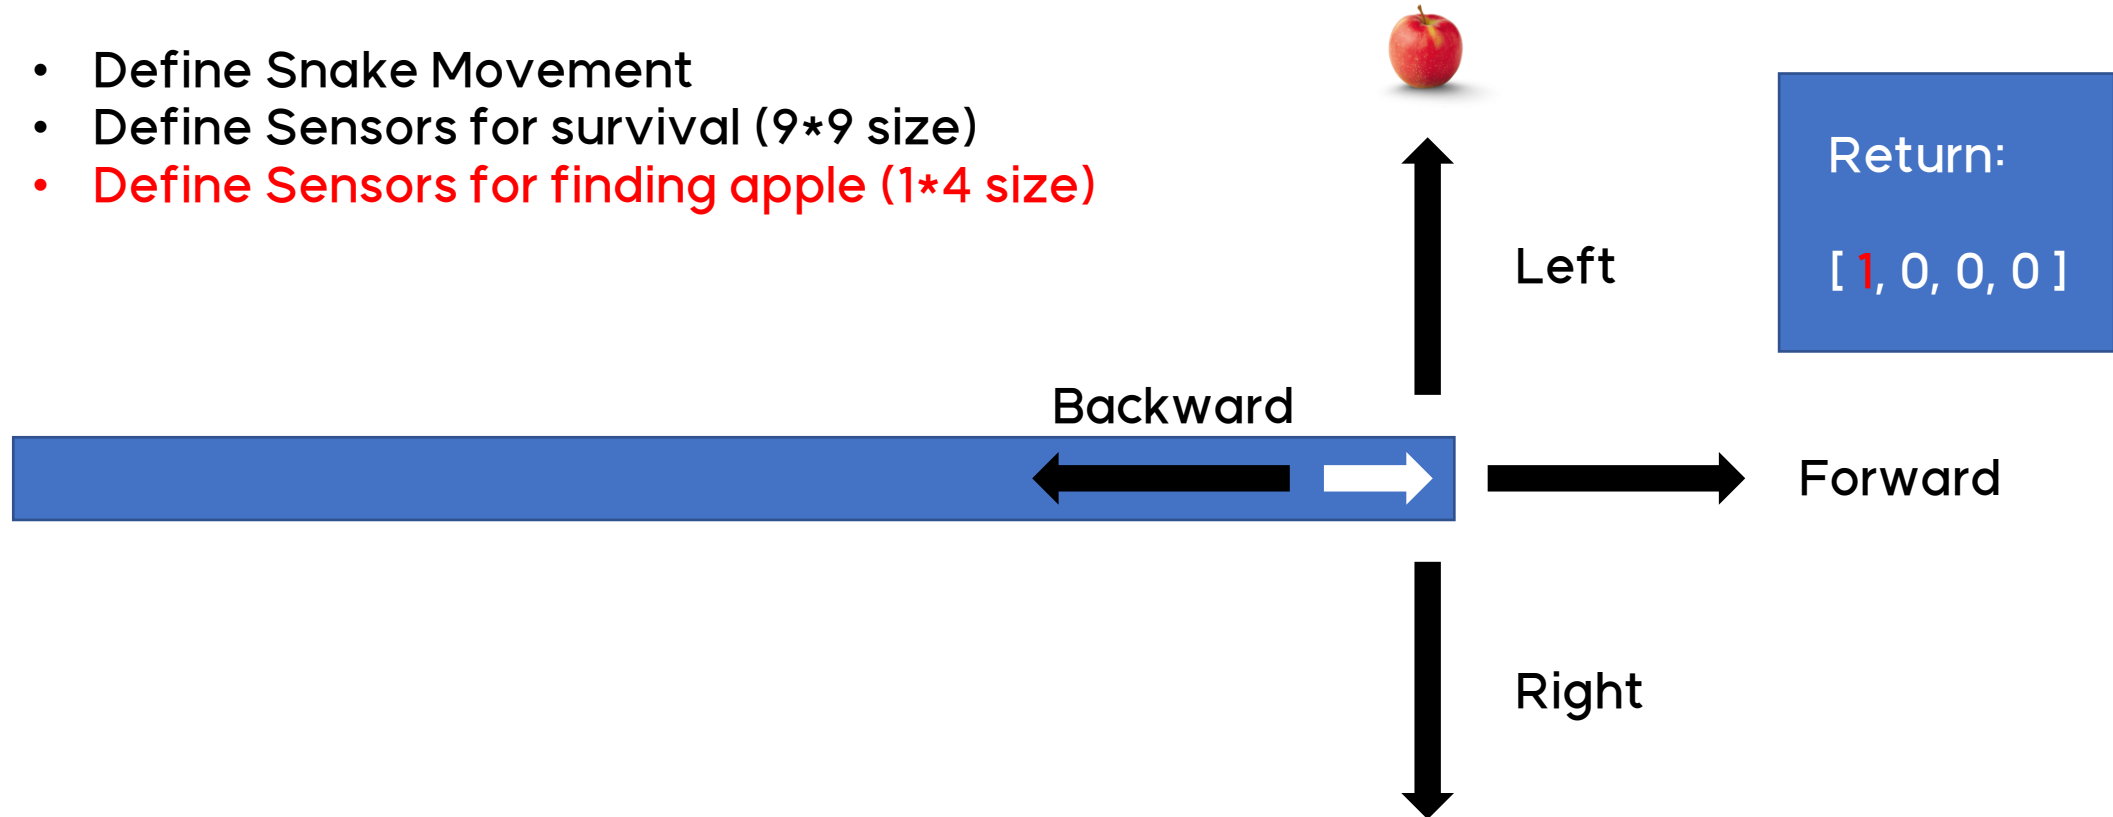 • Define Snake Movement
• Define Sensors for survival (9*9 size)
• Define Sensors for finding apple (1*4 size)
Return:
[ 1, 0, 0, 0 ]
Left
Backward
Forward
Right